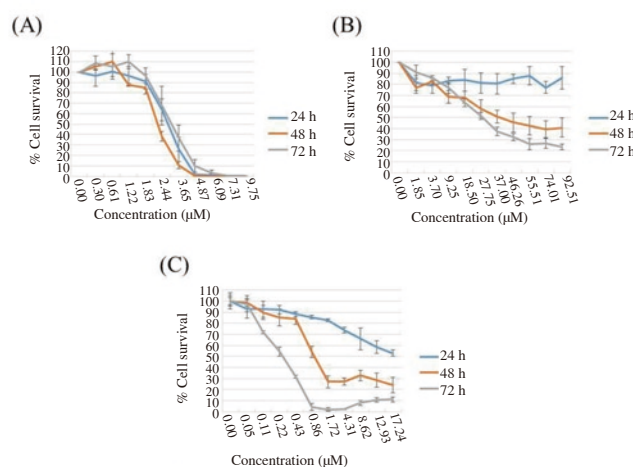 (A)
% Cell survival
120
110
100
90
80
70
60
50
40
30
20
10
0
0.00 0.30 0.61 1.22 1.83 2.44 3.65 4.87 6.09 7.31 9.75
Concentration (µM)
24 h
48 h
72 h
(B)
% Cell survival
110
100
90
80
70
60
50
40
30
20
10
0
0.00 1.85 3.70 9.25 18.50 27.75 37.00 46.26 55.51 74.01 92.51
Concentration (µM)
24 h
48 h
72 h
(C)
% Cell survival
110
100
90
80
70
60
50
40
30
20
10
0
0.00 0.05 0.11 0.22 0.43 0.86 1.72 4.31 8.62 12.93 17.24
Concentration (µM)
24 h
48 h
72 h